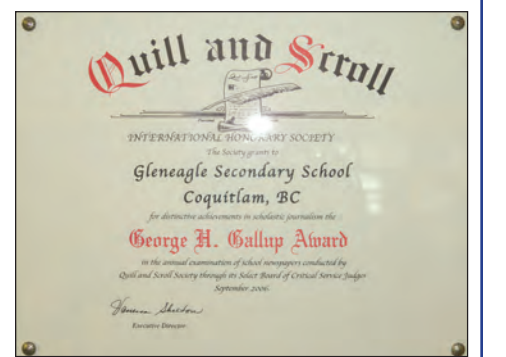 Quill and Scroll
INTERNATIONAL HONORARY SOCIETY
The Society grants to
Gleneagle Secondary School
Coquitlam, BC
for distinctive achievements in scholastic journalism the
George H. Gallup Award
in the annual examination of school newspapers conducted by
Quill and Scroll Society through its Select Board of Critical Service Judges
September 2006
Vanessa Shelton
Executive Director